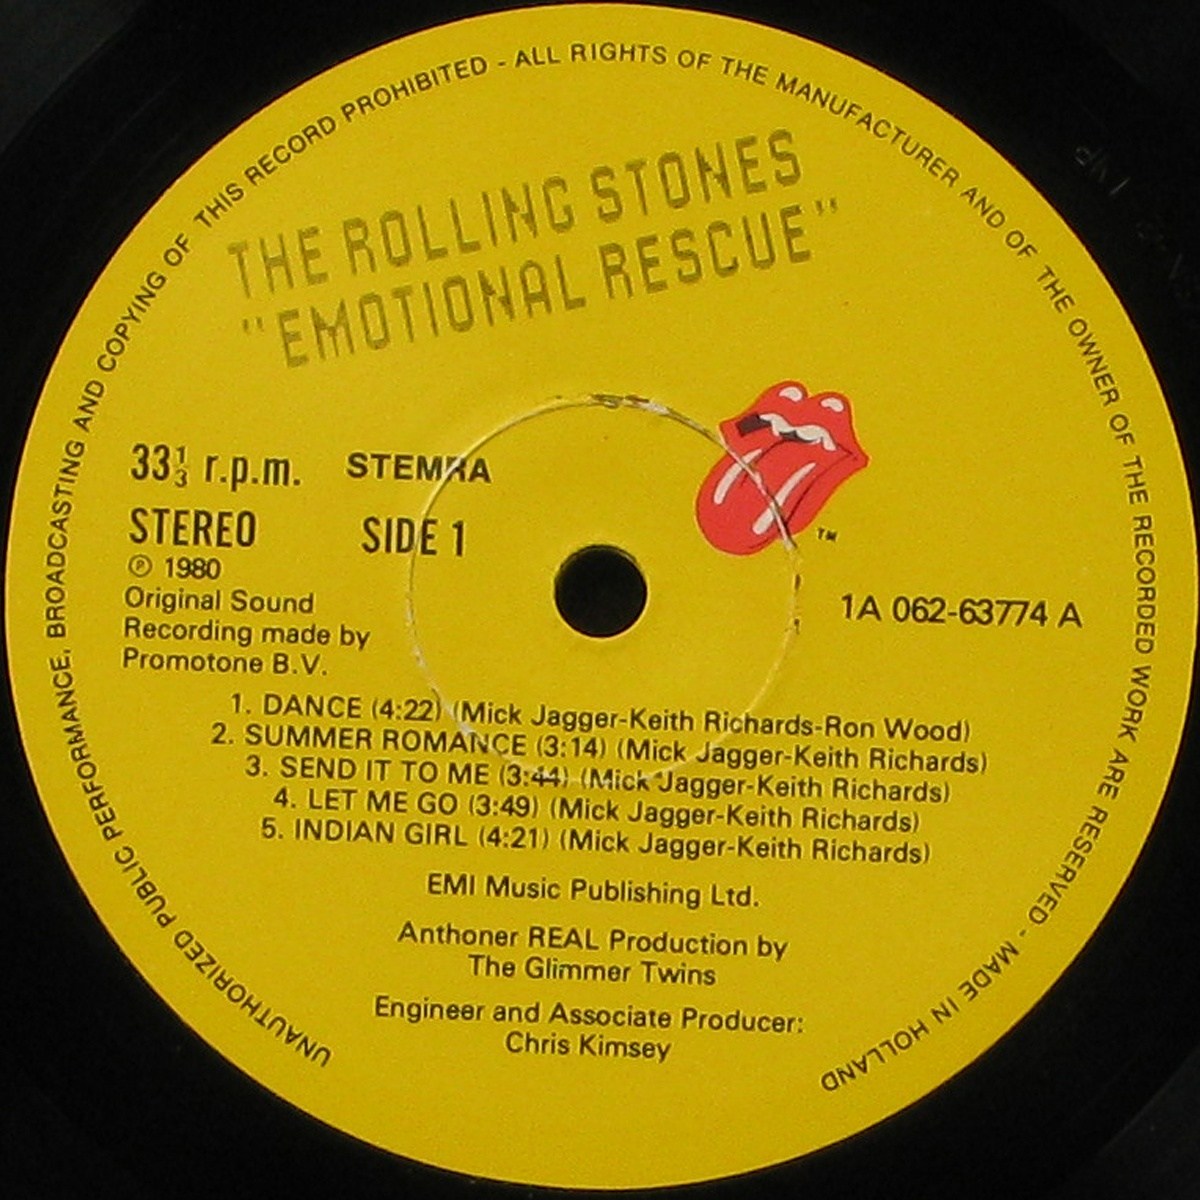 UNAUTHORIZED PUBLIC PERFORMANCE, BROADCASTING AND COPYING OF THIS RECORD PROHIBITED - ALL RIGHTS OF THE MANUFACTURER AND OF THE OWNER OF THE RECORDED WORK ARE RESERVED - MADE IN HOLLAND
THE ROLLING STONES
"EMOTIONAL RESCUE"
33⅓ r.p.m. STEMRA
STEREO SIDE 1
℗ 1980
Original Sound
Recording made by
Promotone B.V.
TM
1A 062-63774 A
1. DANCE (4:22) (Mick Jagger-Keith Richards-Ron Wood)
2. SUMMER ROMANCE (3:14) (Mick Jagger-Keith Richards)
3. SEND IT TO ME (3:44) (Mick Jagger-Keith Richards)
4. LET ME GO (3:49) (Mick Jagger-Keith Richards)
5. INDIAN GIRL (4:21) (Mick Jagger-Keith Richards)
EMI Music Publishing Ltd.
Anthoner REAL Production by
The Glimmer Twins
Engineer and Associate Producer:
Chris Kimsey